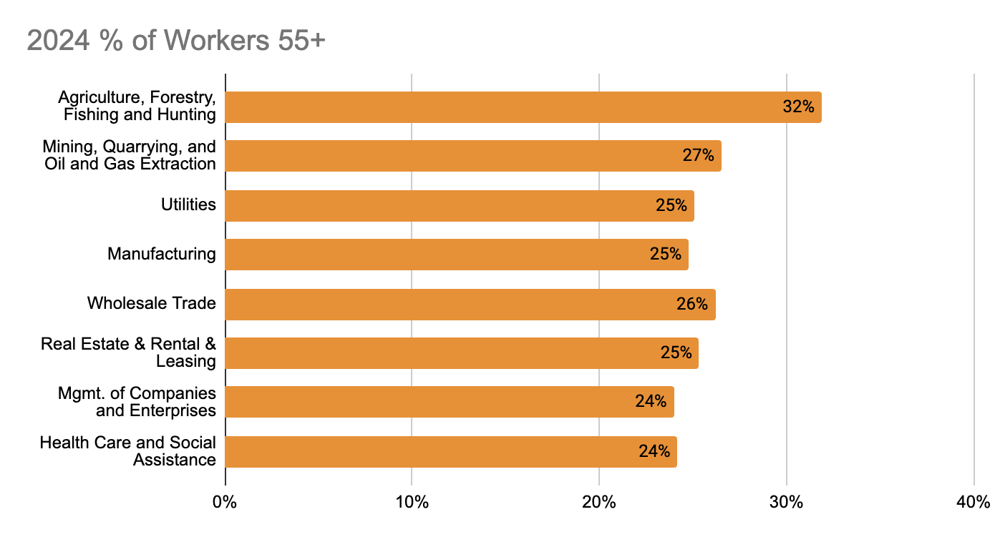 2024 % of Workers 55+
Agriculture, Forestry,
Fishing and Hunting
32%
Mining, Quarrying, and
Oil and Gas Extraction
27%
Utilities
25%
Manufacturing
25%
Wholesale Trade
26%
Real Estate & Rental &
Leasing
25%
Mgmt. of Companies
and Enterprises
24%
Health Care and Social
Assistance
24%
0%
10%
20%
30%
40%